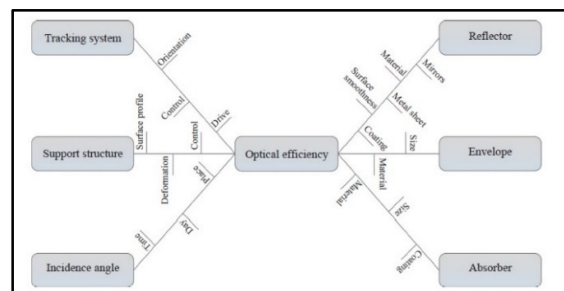 Tracking system
Orientation
Control
Drive
Support structure
Surface profile
Deformation
Control
Incidence angle
Time
Day
Place
Optical efficiency
Reflector
Material
Mirrors
Surface
smoothness
Metal sheet
Coating
Envelope
Size
Material
Absorber
Material
Size
Coating